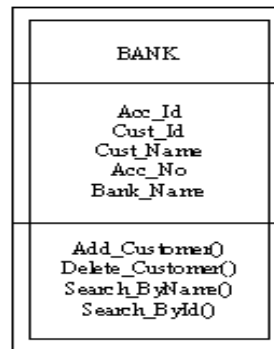 BANK
Acc_Id
Cust_Id
Cust_Name
Acc_No
Bank_Name
Add_Customer()
Delete_Customer()
Search_ByName()
Search_ById()